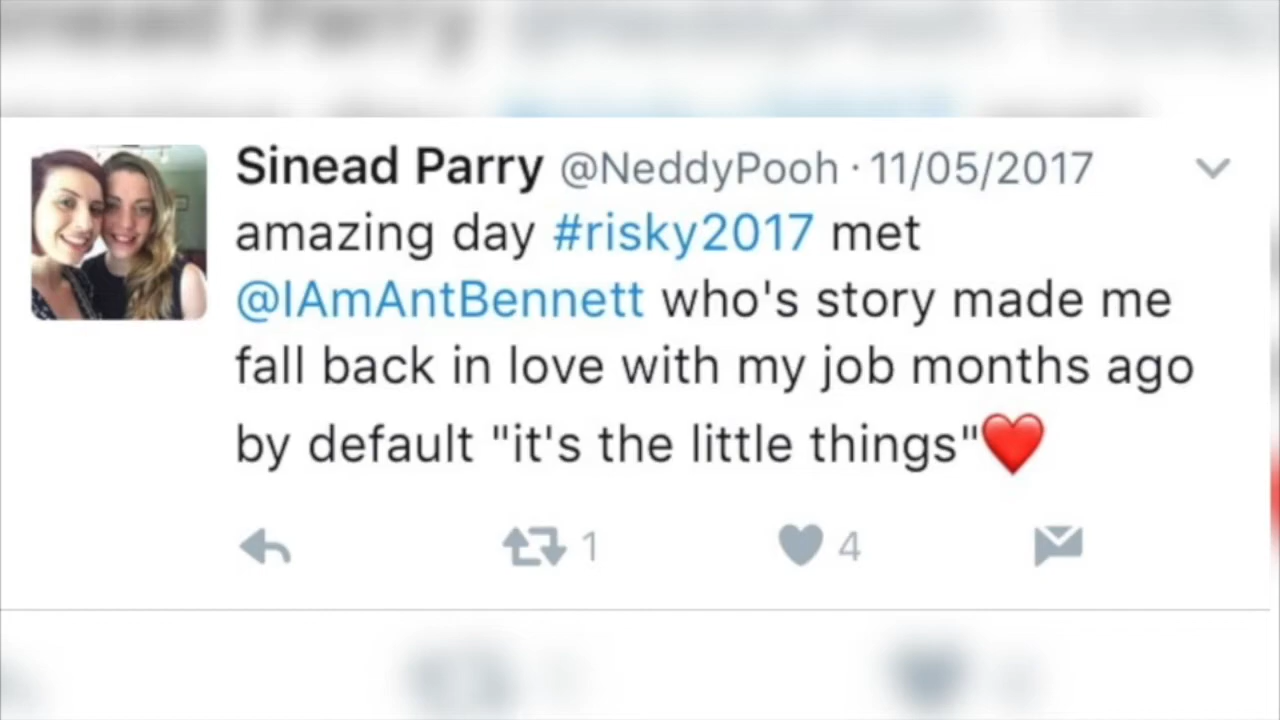 Sinead Parry @NeddyPooh · 11/05/2017
amazing day #risky2017 met
@IAmAntBennett who's story made me
fall back in love with my job months ago
by default "it's the little things"❤️
1 4